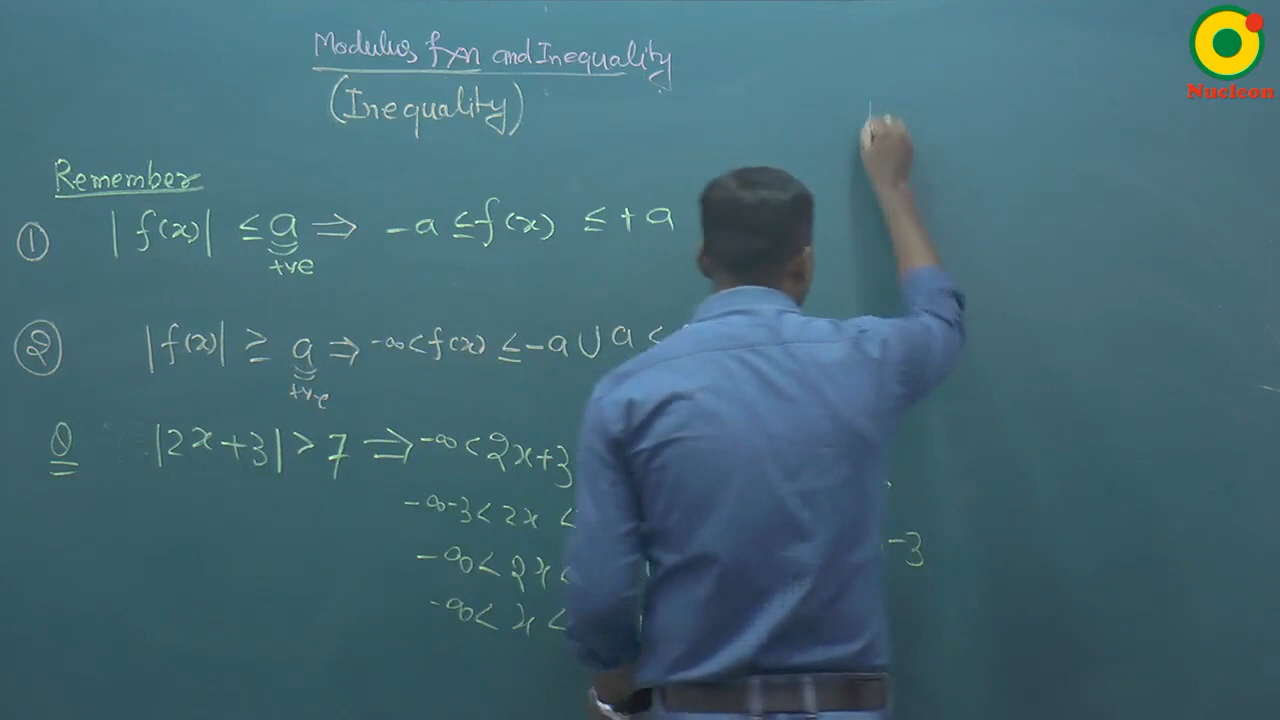 Modulus fxn and Inequality
(Inequality)
Nucleon
Remember
① |f(x)| ≤ a ⇒ -a ≤ f(x) ≤ +a
+ve
② |f(x)| ≥ a ⇒ -∞ < f(x) ≤ -a ∪ a <
+ve
Q |2x+3| > 7 ⇒ -∞ < 2x+3
-∞-3 < 2x <
-3
-∞ < 2x <
-∞ < x <